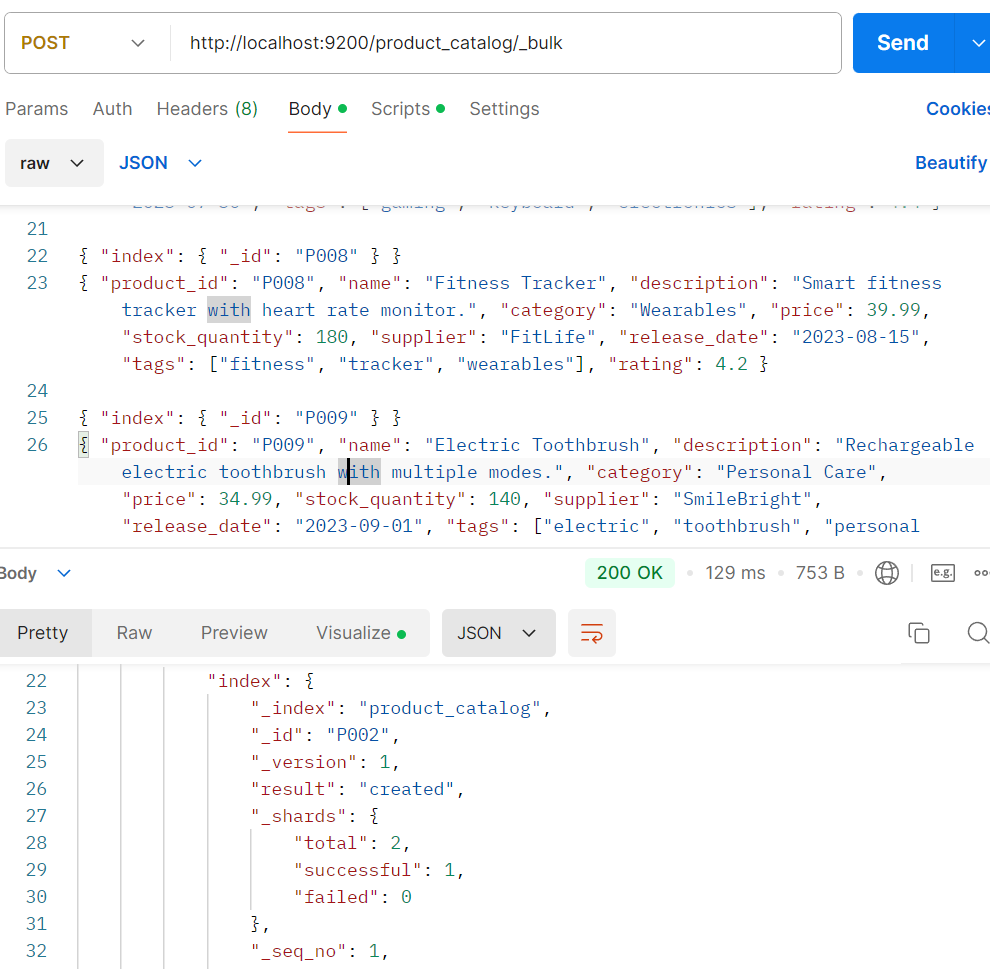 POST http://localhost:9200/product_catalog/_bulk Send
Params Auth Headers (8) Body Scripts Settings Cookies
raw JSON Beautify
21
22 { "index": { "_id": "P008" } }
23 { "product_id": "P008", "name": "Fitness Tracker", "description": "Smart fitness
tracker with heart rate monitor.", "category": "Wearables", "price": 39.99,
"stock_quantity": 180, "supplier": "FitLife", "release_date": "2023-08-15",
"tags": ["fitness", "tracker", "wearables"], "rating": 4.2 }
24
25 { "index": { "_id": "P009" } }
26 { "product_id": "P009", "name": "Electric Toothbrush", "description": "Rechargeable
electric toothbrush with multiple modes.", "category": "Personal Care",
"price": 34.99, "stock_quantity": 140, "supplier": "SmileBright",
"release_date": "2023-09-01", "tags": ["electric", "toothbrush", "personal
Body 200 OK 129 ms 753 B e.g.
Pretty Raw Preview Visualize JSON
22 "index": {
23 "_index": "product_catalog",
24 "_id": "P002",
25 "_version": 1,
26 "result": "created",
27 "_shards": {
28 "total": 2,
29 "successful": 1,
30 "failed": 0
31 },
32 "_seq_no": 1,